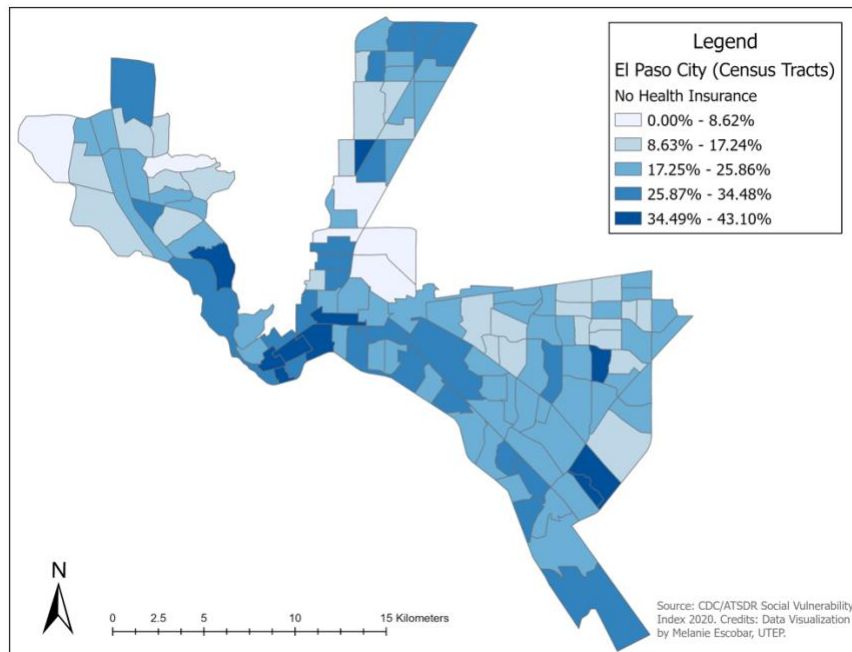 Legend
El Paso City (Census Tracts)
No Health Insurance
0.00% - 8.62%
8.63% - 17.24%
17.25% - 25.86%
25.87% - 34.48%
34.49% - 43.10%
N
0 2.5 5 10 15 Kilometers
Source: CDC/ATSDR Social Vulnerability
Index 2020. Credits: Data Visualization
by Melanie Escobar, UTEP.